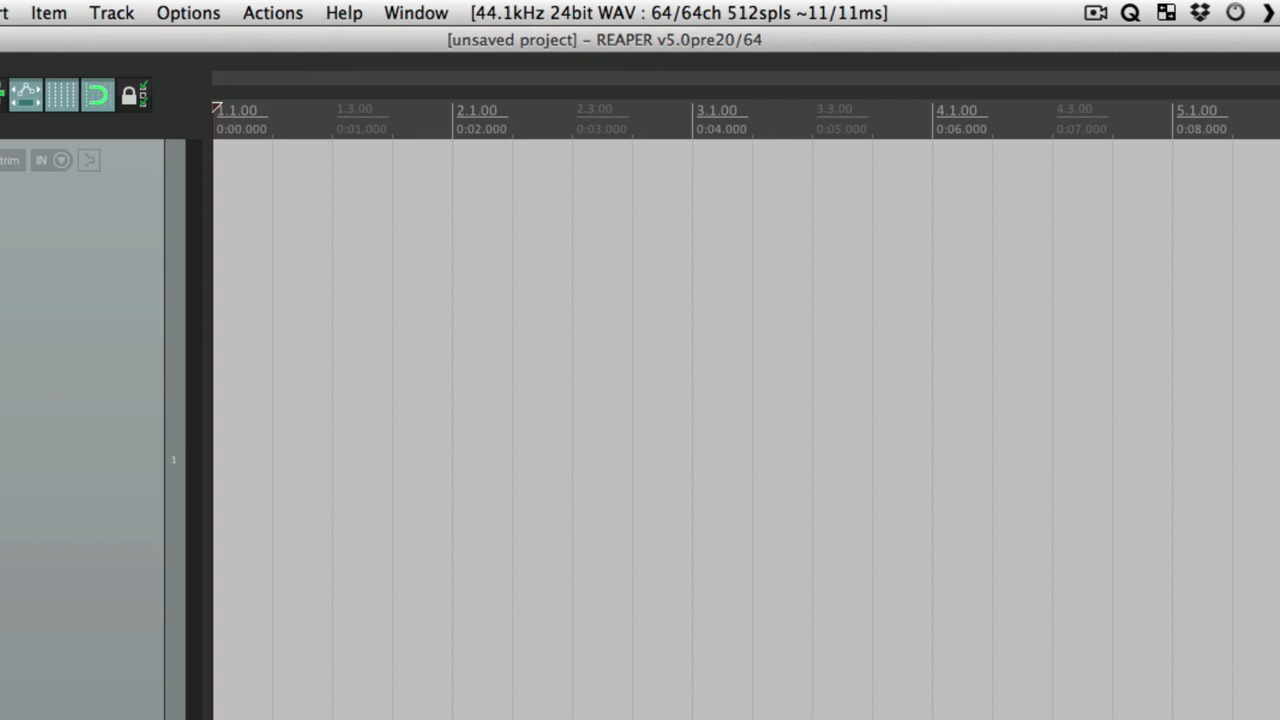 Item Track Actions Options Actions Help Window [44.1kHz 24bit WAV : 64/64ch 512spls ~11/11ms]
[unsaved project] – REAPER v5.0pre20/64
1.1.00 1.3.00 2.1.00 2.3.00 3.1.00 3.3.00 4.1.00 4.3.00 5.1.00
0:00.000 0:01.000 0:02.000 0:03.000 0:04.000 0:05.000 0:06.000 0:07.000 0:08.000
trim IN
1